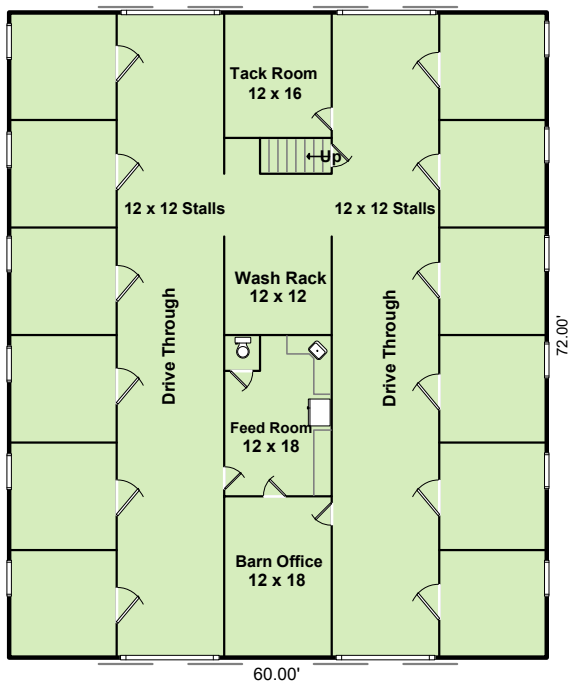 Tack Room
12 x 16
Up
12 x 12 Stalls
12 x 12 Stalls
Wash Rack
12 x 12
Drive Through
Drive Through
72.00'
Feed Room
12 x 18
Barn Office
12 x 18
60.00'